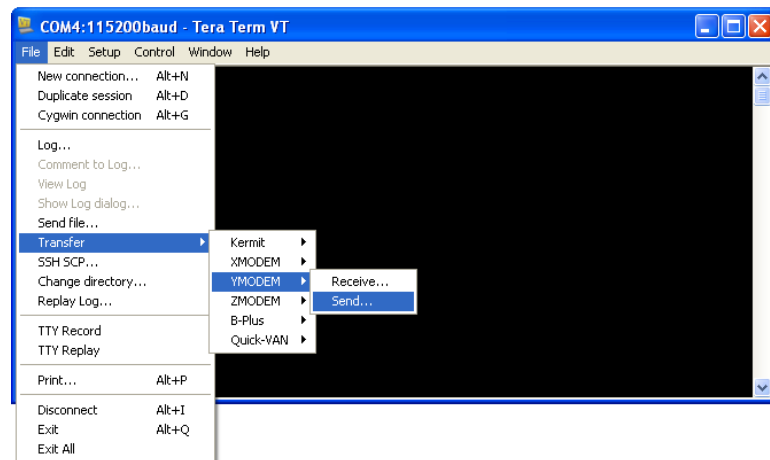 COM4:115200baud - Tera Term VT
File Edit Setup Control Window Help
New connection... Alt+N
Duplicate session Alt+D
Cygwin connection Alt+G
Log...
Comment to Log...
View Log
Show Log dialog...
Send file...
Transfer
SSH SCP...
Change directory...
Replay Log...
TTY Record
TTY Replay
Print... Alt+P
Disconnect Alt+I
Exit Alt+Q
Exit All
Kermit
XMODEM
YMODEM
ZMODEM
B-Plus
Quick-VAN
Receive...
Send...